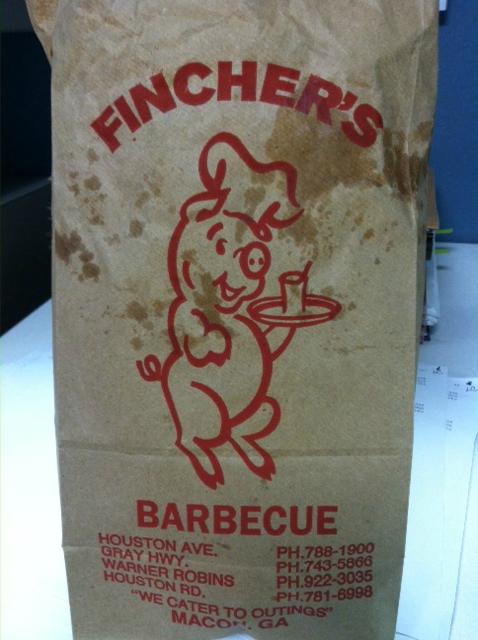 FINCHER'S
BARBECUE
HOUSTON AVE. PH.788-1900
GRAY HWY. PH.743-5866
WARNER ROBINS PH.922-3035
HOUSTON RD. PH.781-6998
"WE CATER TO OUTINGS"
MACON, GA